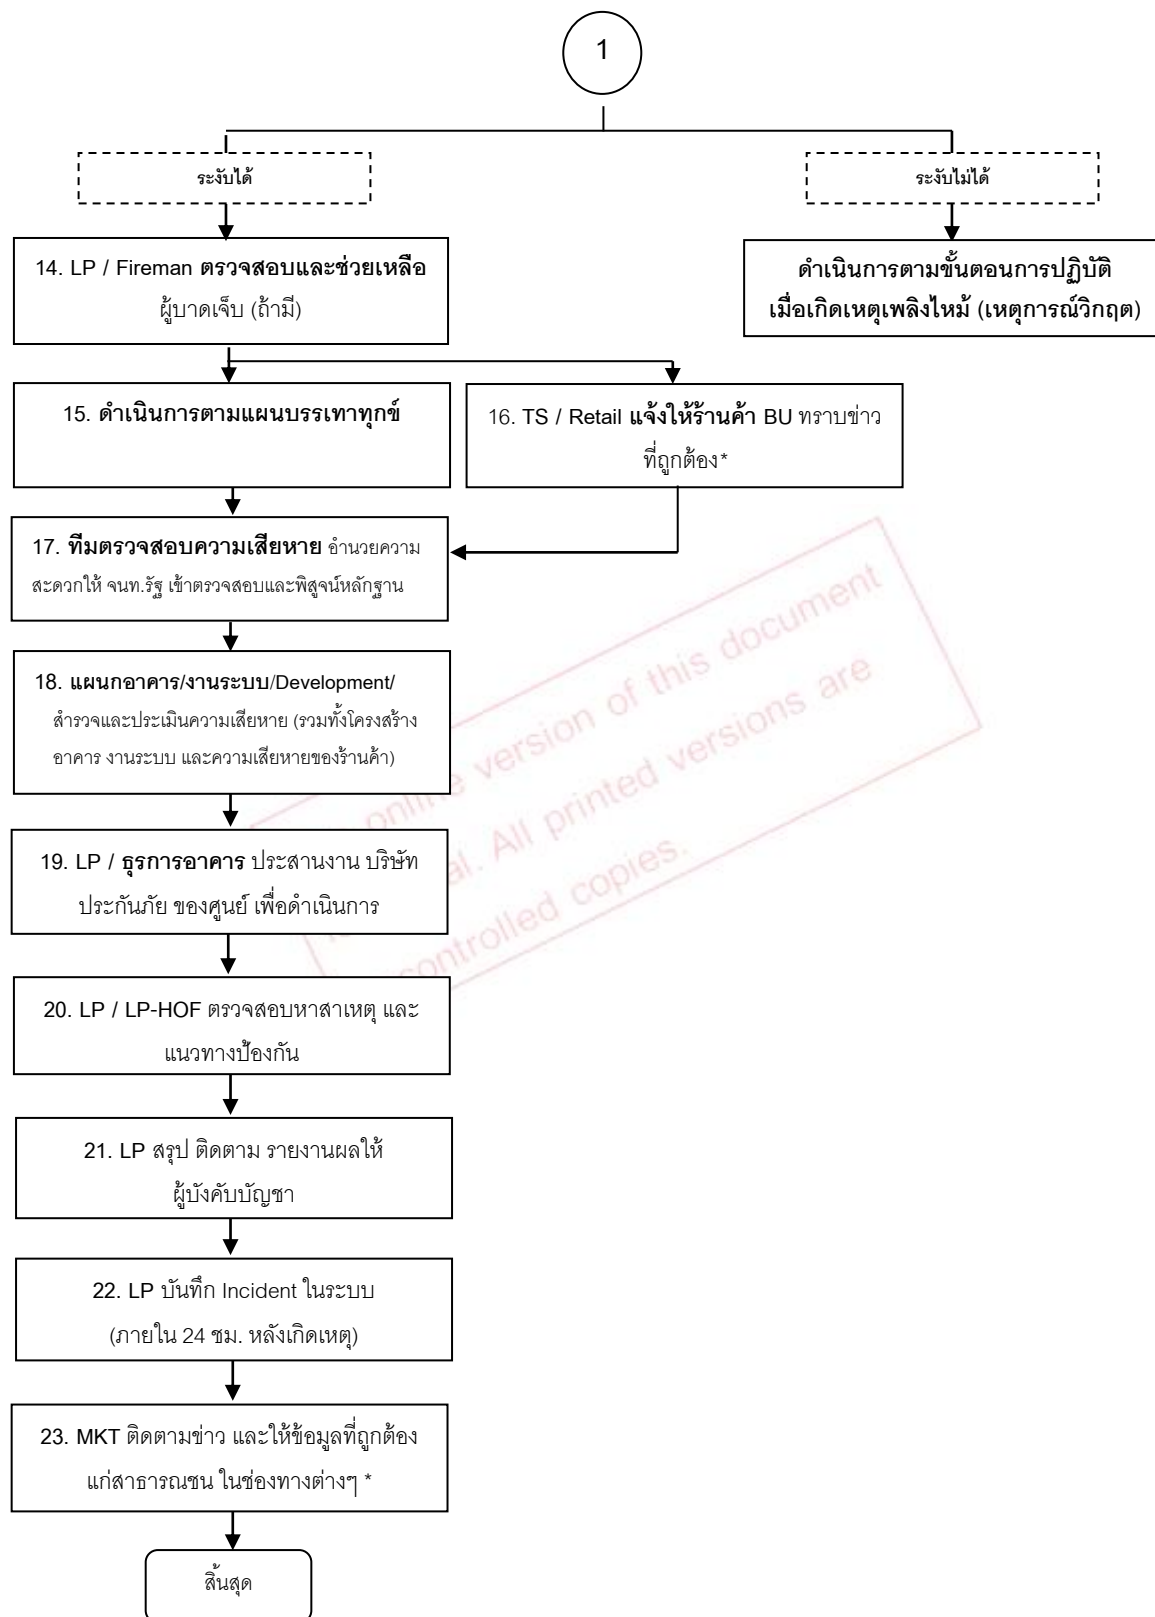 1
ระงับได้
ระงับไม่ได้
14. LP / Fireman ตรวจสอบและช่วยเหลือ
ผู้บาดเจ็บ (ถ้ามี)
ดำเนินการตามขั้นตอนการปฏิบัติ
เมื่อเกิดเหตุเพลิงไหม้ (เหตุการณ์วิกฤต)
15. ดำเนินการตามแผนบรรเทาทุกข์
16. TS / Retail แจ้งให้ร้านค้า BU ทราบข่าว
ที่ถูกต้อง*
17. ทีมตรวจสอบความเสียหาย อำนวยความ
สะดวกให้ จนท.รัฐ เข้าตรวจสอบและพิสูจน์หลักฐาน
18. แผนกอาคาร/งานระบบ/Development/
สำรวจและประเมินความเสียหาย (รวมทั้งโครงสร้าง
อาคาร งานระบบ และความเสียหายของร้านค้า)
19. LP / ธุรการอาคาร ประสานงาน บริษัท
ประกันภัย ของศูนย์ เพื่อดำเนินการ
20. LP / LP-HOF ตรวจสอบหาสาเหตุ และ
แนวทางป้องกัน
21. LP สรุป ติดตาม รายงานผลให้
ผู้บังคับบัญชา
22. LP บันทึก Incident ในระบบ
(ภายใน 24 ชม. หลังเกิดเหตุ)
23. MKT ติดตามข่าว และให้ข้อมูลที่ถูกต้อง
แก่สาธารณชน ในช่องทางต่างๆ *
สิ้นสุด
online version of this document
All printed versions are
controlled copies.